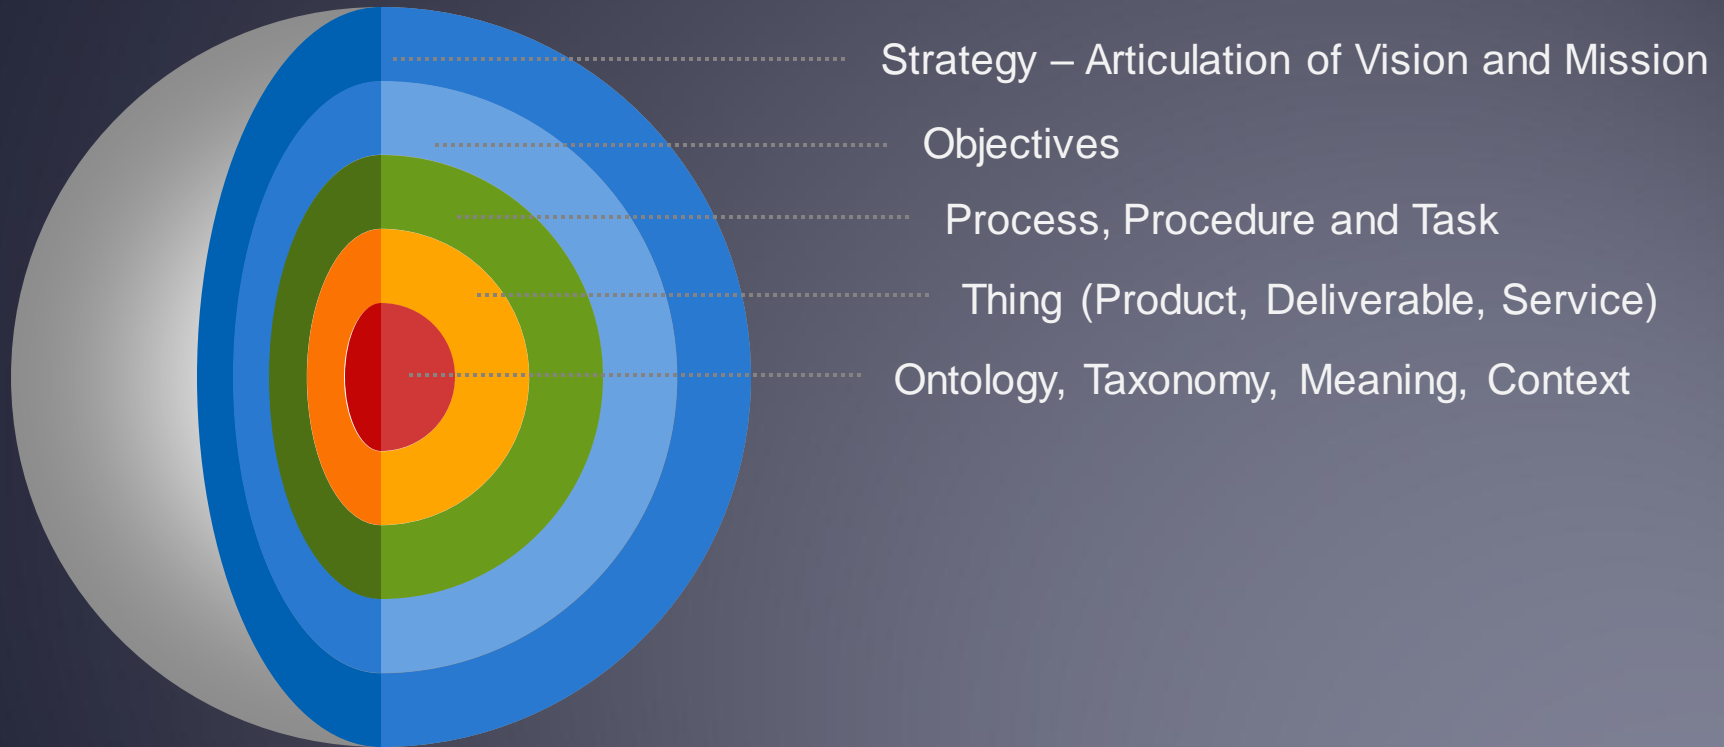 Strategy – Articulation of Vision and Mission
Objectives
Process, Procedure and Task
Thing (Product, Deliverable, Service)
Ontology, Taxonomy, Meaning, Context